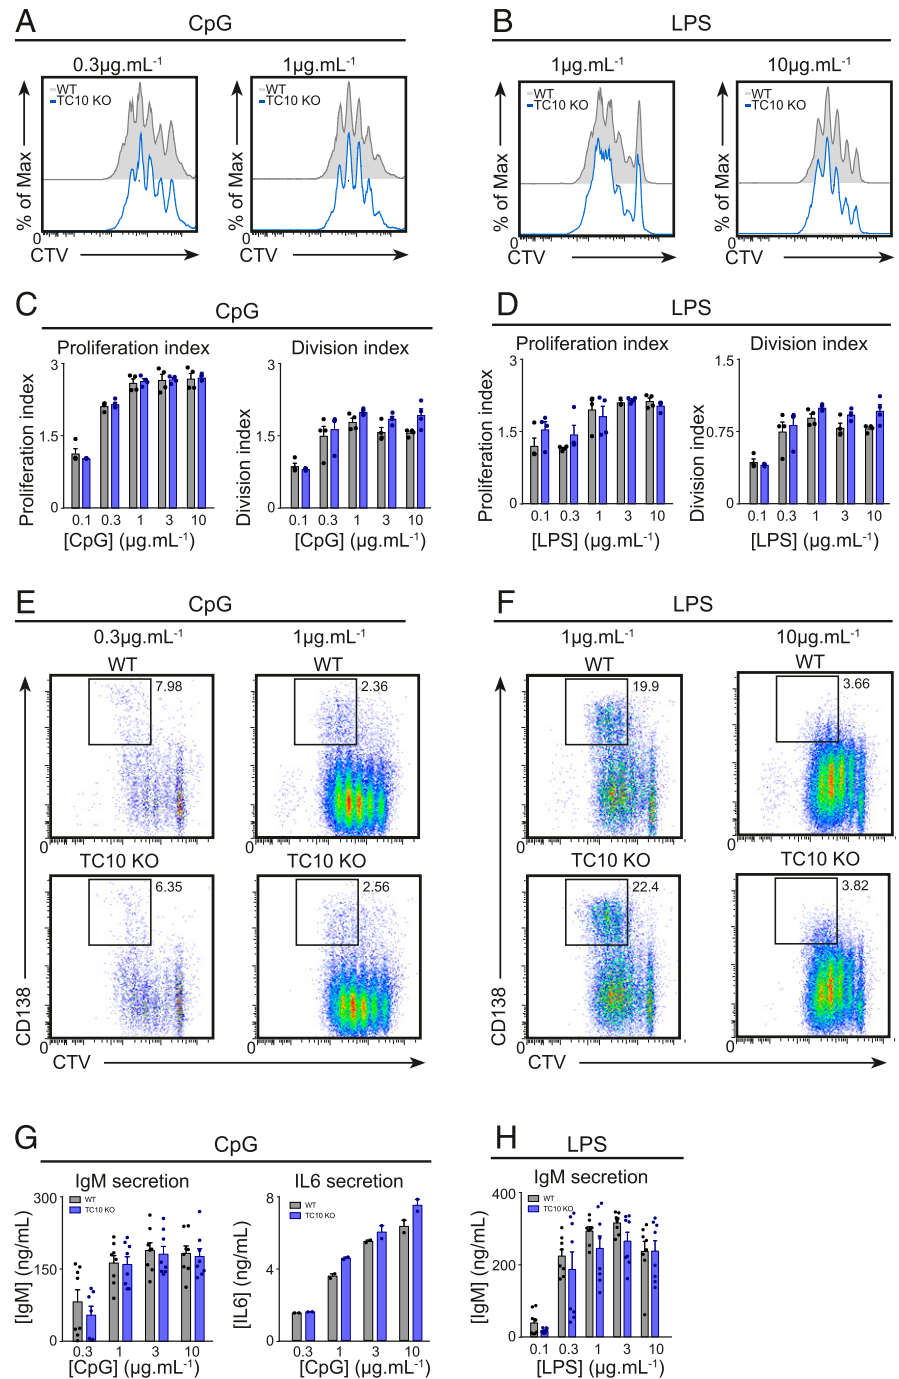 A
CpG
0.3µg.mL-1
1µg.mL-1
WT
TC10 KO
WT
TC10 KO
% of Max
0
CTV
B
LPS
1µg.mL-1
10µg.mL-1
WT
TC10 KO
WT
TC10 KO
% of Max
% of Max
0
CTV
CTV
C
CpG
Proliferation index
Division index
Proliferation index
3
1.5
0
0.1 0.3 1 3 10
[CpG] (µg.mL-1)
Division index
3
1.5
0
0.1 0.3 1 3 10
[CpG] (µg.mL-1)
D
LPS
Proliferation index
Division index
Proliferation index
3
1.5
0
0.1 0.3 1 3 10
[LPS] (µg.mL-1)
Division index
1.5
0.75
0
0.1 0.3 1 3 10
[LPS] (µg.mL-1)
E
CpG
0.3µg.mL-1
1µg.mL-1
WT
WT
7.98
2.36
0
0
TC10 KO
TC10 KO
6.35
2.56
0
0
CD138
CTV
F
LPS
1µg.mL-1
10µg.mL-1
WT
WT
19.9
3.66
0
0
TC10 KO
TC10 KO
22.4
3.82
0
0
CD138
CTV
G
CpG
IgM secretion
IL6 secretion
WT
TC10 KO
[IgM] (ng/mL)
300
150
0
0.3 1 3 10
[CpG] (µg.mL-1)
WT
TC10 KO
[IL6] (ng/mL)
8
4
0
0.3 1 3 10
[CpG] (µg.mL-1)
H
LPS
IgM secretion
WT
TC10 KO
[IgM] (ng/mL)
400
200
0
0.1 0.3 1 3 10
[LPS] (µg.mL-1)